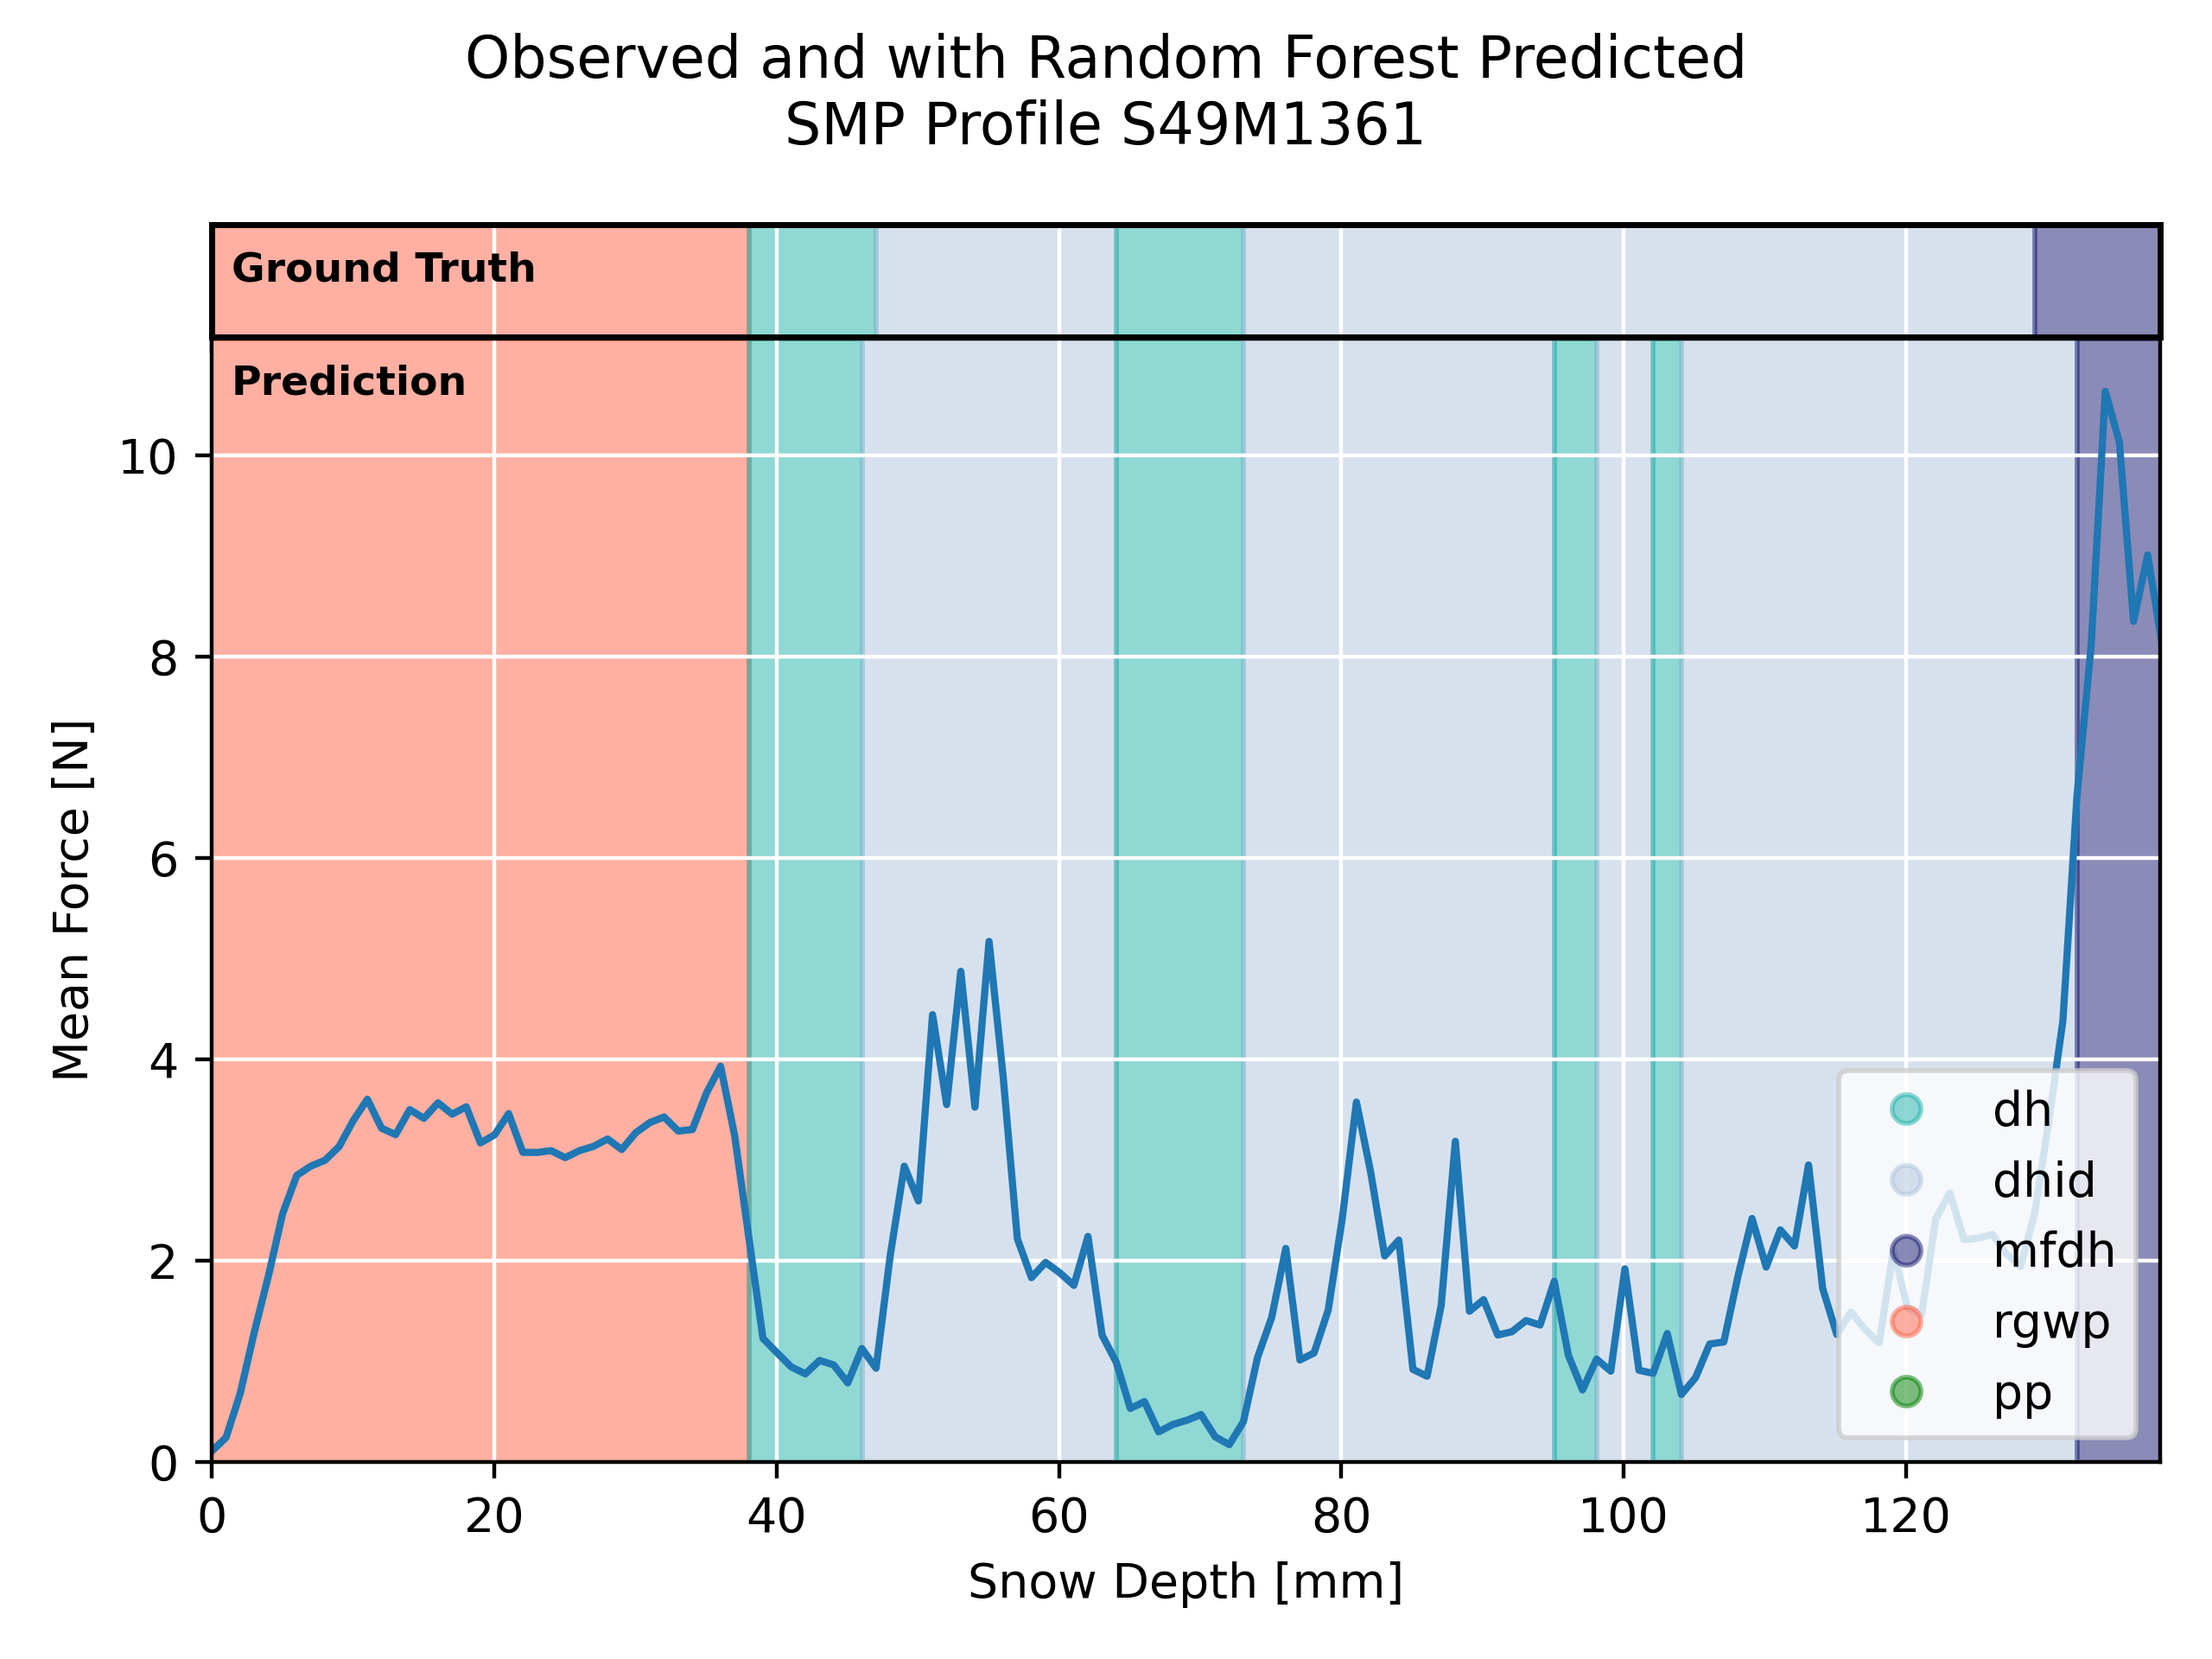 Observed and with Random Forest Predicted
SMP Profile S49M1361
Ground Truth
Prediction
10
8
6
4
2
0
Mean Force [N]
dh
dhid
mfdh
rgwp
pp
0 20 40 60 80 100 120
Snow Depth [mm]